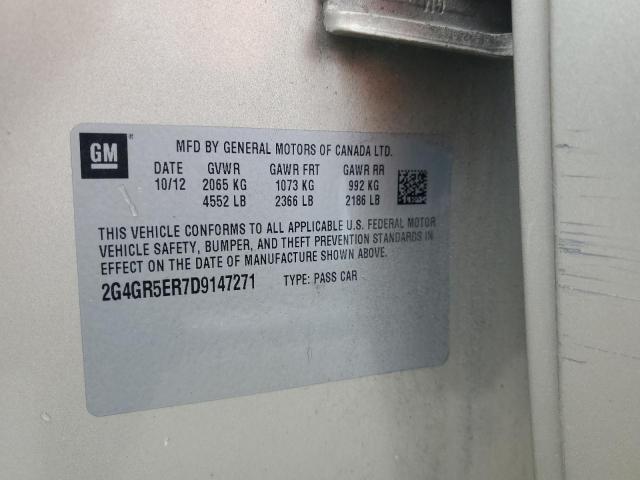 GM
MFD BY GENERAL MOTORS OF CANADA LTD.
DATE GVWR GAWR FRT GAWR RR
10/12 2065 KG 1073 KG 992 KG
4552 LB 2366 LB 2186 LB
THIS VEHICLE CONFORMS TO ALL APPLICABLE U.S. FEDERAL MOTOR
VEHICLE SAFETY, BUMPER, AND THEFT PREVENTION STANDARDS IN
EFFECT ON THE DATE OF MANUFACTURE SHOWN ABOVE.
2G4GR5ER7D9147271 TYPE: PASS CAR